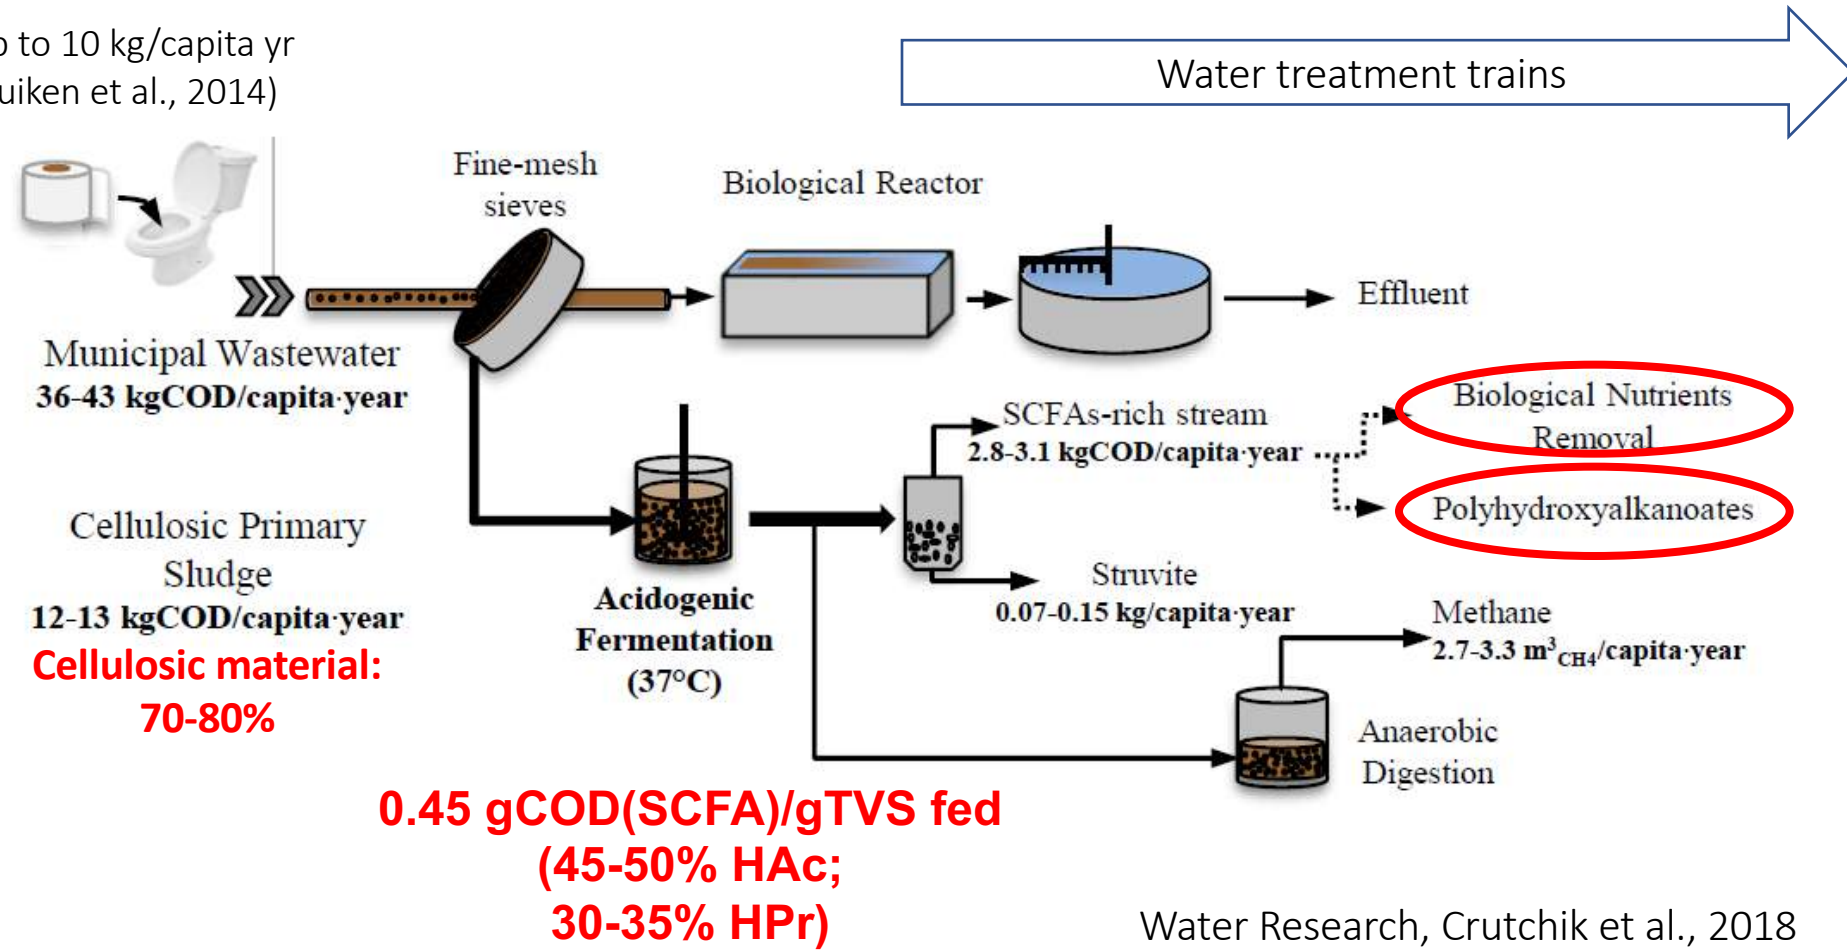 to 10 kg/capita yr
et al., 2014)
Water treatment trains
Fine-mesh
sieves
Biological Reactor
Effluent
Municipal Wastewater
36-43 kgCOD/capita·year
SCFAs-rich stream
2.8-3.1 kgCOD/capita·year
Biological Nutrients
Removal
Polyhydroxyalkanoates
Cellulosic Primary
Sludge
12-13 kgCOD/capita·year
Cellulosic material:
70-80%
Acidogenic
Fermentation
(37°C)
Struvite
0.07-0.15 kg/capita·year
Methane
2.7-3.3 m³CH4/capita·year
Anaerobic
Digestion
0.45 gCOD(SCFA)/gTVS fed
(45-50% HAc;
30-35% HPr)
Water Research, Crutchik et al., 2018